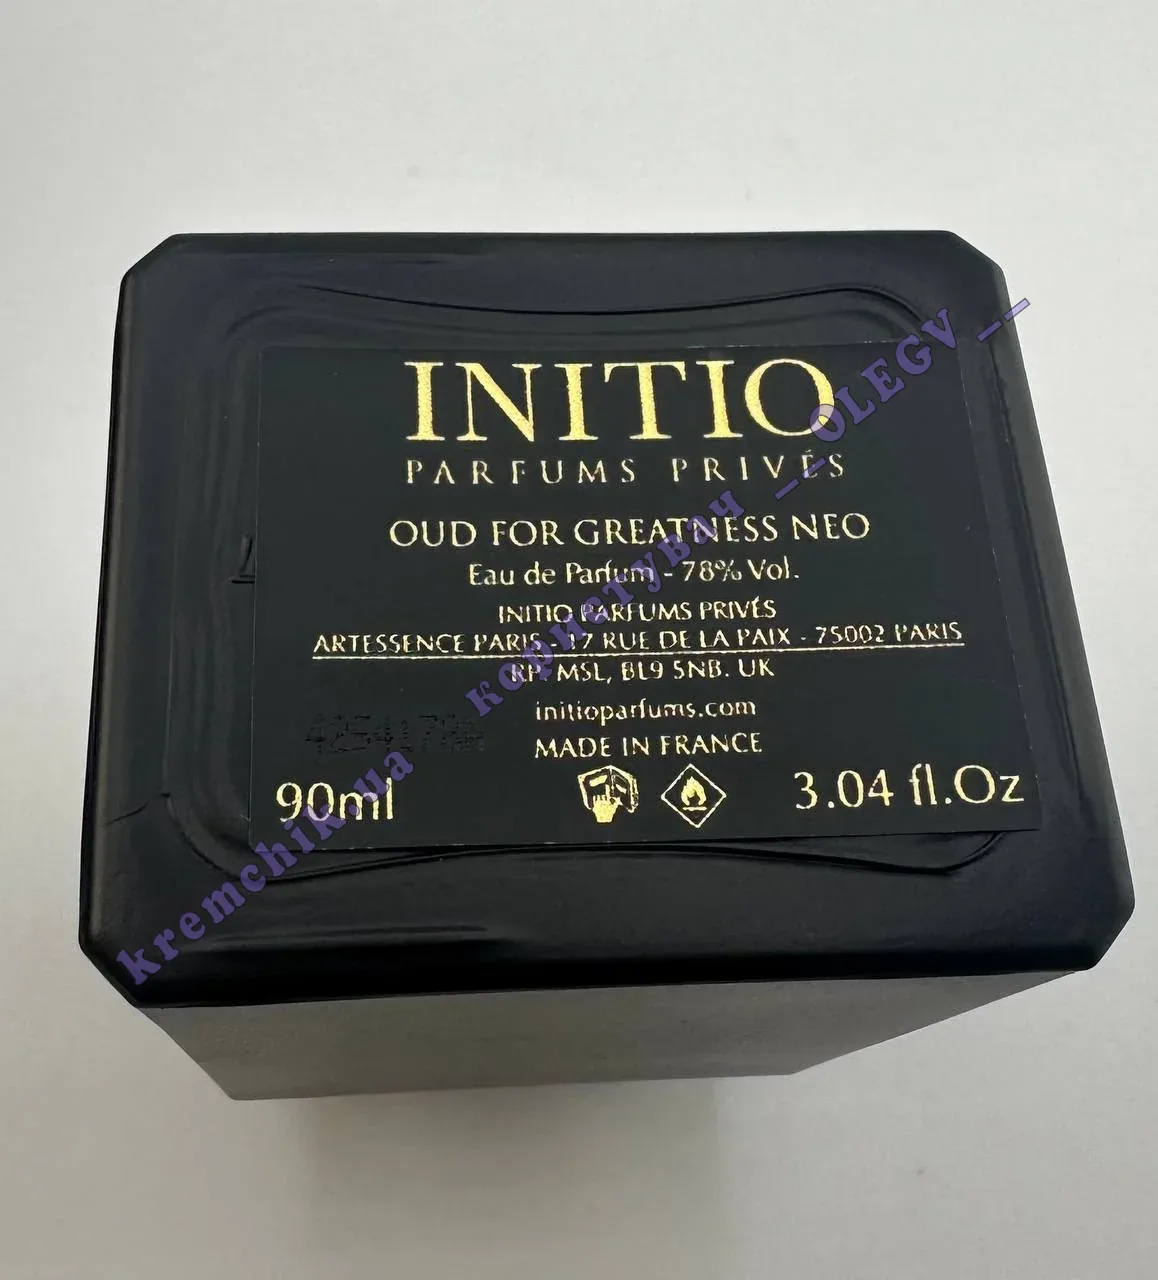 INITIO
PARFUMS PRIVÉS
OUD FOR GREATNESS NEO
Eau de Parfum - 78% Vol.
INITIO PARFUMS PRIVÉS
ARTESSENCE PARIS - 17 RUE DE LA PAIX - 75002 PARIS
RP. MSL, BL9 5NB. UK
initioparfums.com
MADE IN FRANCE
90ml
3.04 fl.Oz
kremchik.ua користувач __OLEGV__